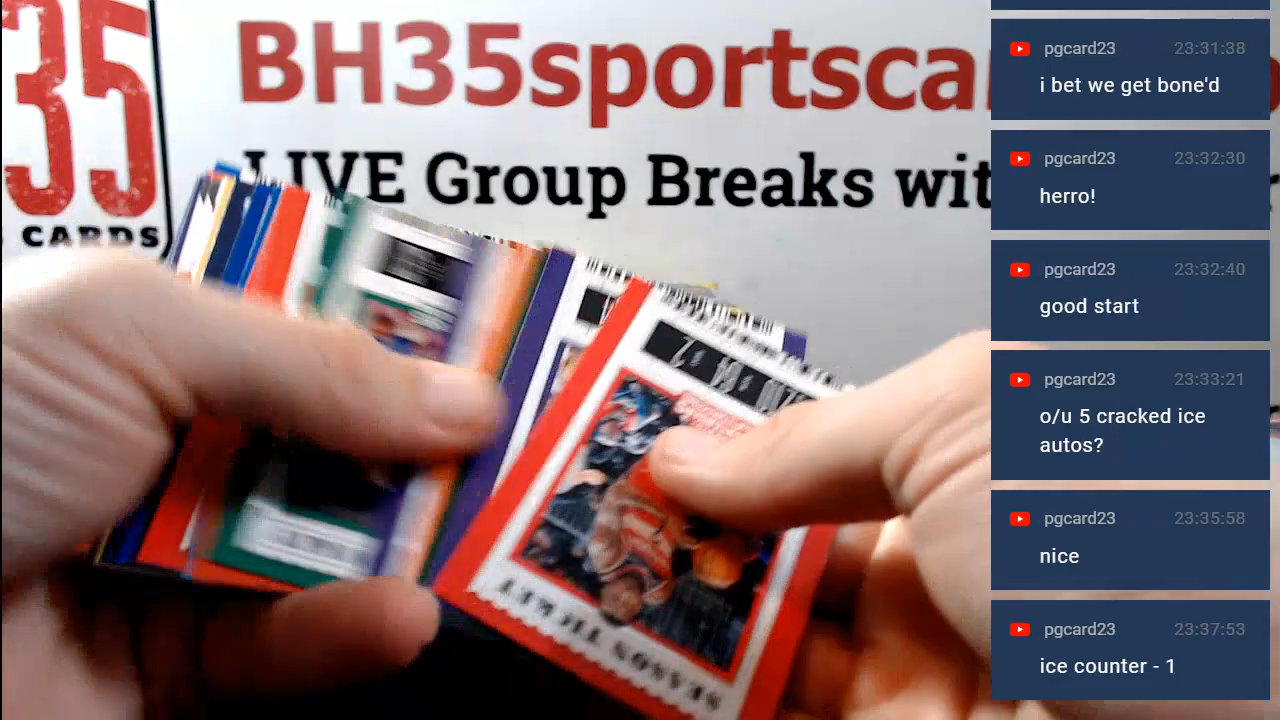 35
CARDS
BH35sportsca
LIVE Group Breaks wit
SEASON TICKET
pgcard23 23:31:38
i bet we get bone'd
pgcard23 23:32:30
herro!
pgcard23 23:32:40
good start
pgcard23 23:33:21
o/u 5 cracked ice
autos?
pgcard23 23:35:58
nice
pgcard23 23:37:53
ice counter - 1